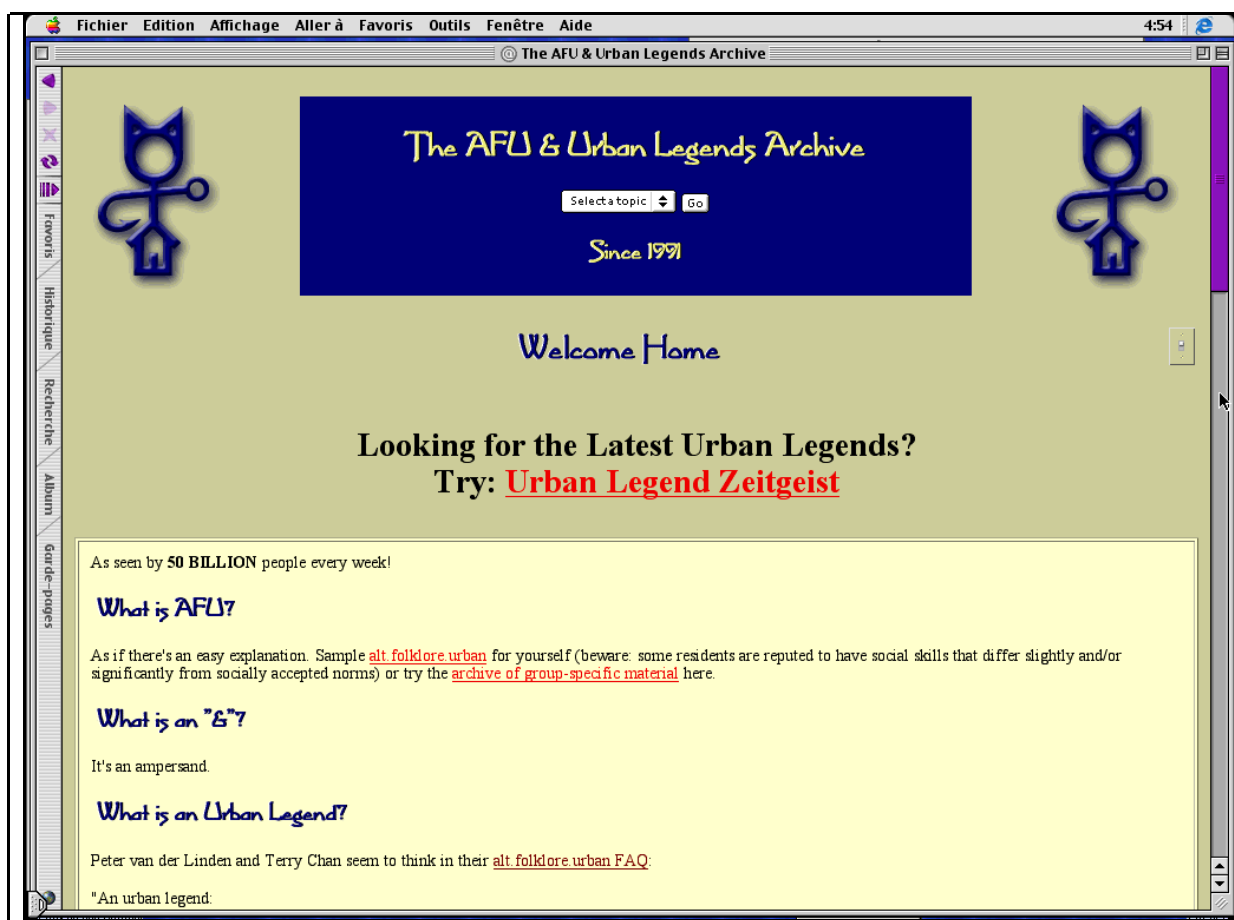 Fichier Edition Affichage Aller à Favoris Outils Fenêtre Aide 4:54
The AFU & Urban Legends Archive
The AFU & Urban Legends Archive
Select a topic Go
Since 1991
Favoris
Historique
Recherche
Album
Garde-pages
Welcome Home
Looking for the Latest Urban Legends?
Try: Urban Legend Zeitgeist
As seen by 50 BILLION people every week!
What is AFU?
As if there's an easy explanation. Sample alt.folklore.urban for yourself (beware: some residents are reputed to have social skills that differ slightly and/or
significantly from socially accepted norms) or try the archive of group-specific material here.
What is an "&"?
It's an ampersand.
What is an Urban Legend?
Peter van der Linden and Terry Chan seem to think in their alt.folklore.urban FAQ:
"An urban legend: